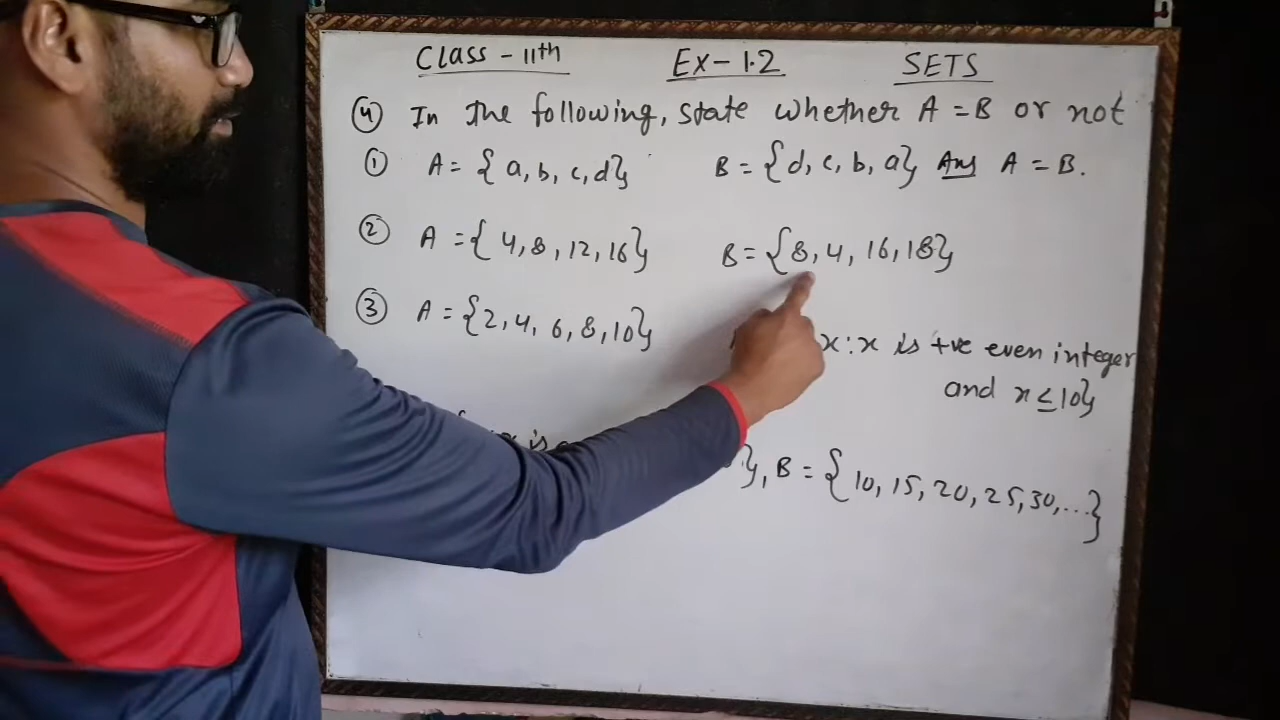 Class - 11th Ex - 1.2 SETS
④ In the following, state whether A = B or not
① A = {a, b, c, d} B = {d, c, b, a} Ans A = B.
② A = {4, 8, 12, 16} B = {8, 4, 16, 18}
③ A = {2, 4, 6, 8, 10} x : x is +ve even integer
and x ≤ 10}
x is
}, B = {10, 15, 20, 25, 30, ...}